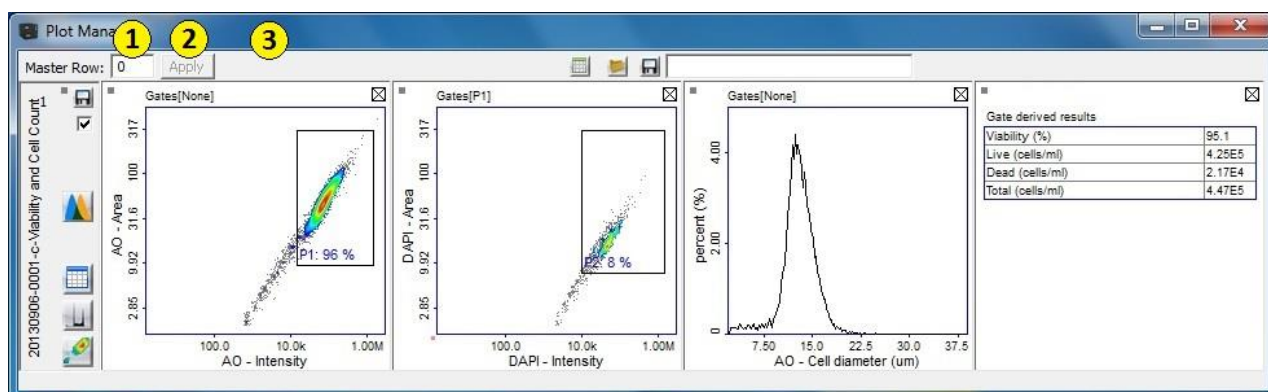 Plot Mana
1
2
3
Master Row:
0
Apply
20130906-0001-c-Viability and Cell Count1
Gates[None]
317
100
31.6
9.92
2.85
AO - Area
P1: 96 %
100.0
10.0k
1.00M
AO - Intensity
Gates[P1]
317
100
31.6
9.92
2.85
DAPI - Area
P2: 8 %
100.0
10.0k
1.00M
DAPI - Intensity
Gates[None]
4.00
2.00
0
percent (%)
7.50
15.0
22.5
30.0
37.5
AO - Cell diameter (um)
Gate derived results
Viability (%) 95.1
Live (cells/ml) 4.25E5
Dead (cells/ml) 2.17E4
Total (cells/ml) 4.47E5